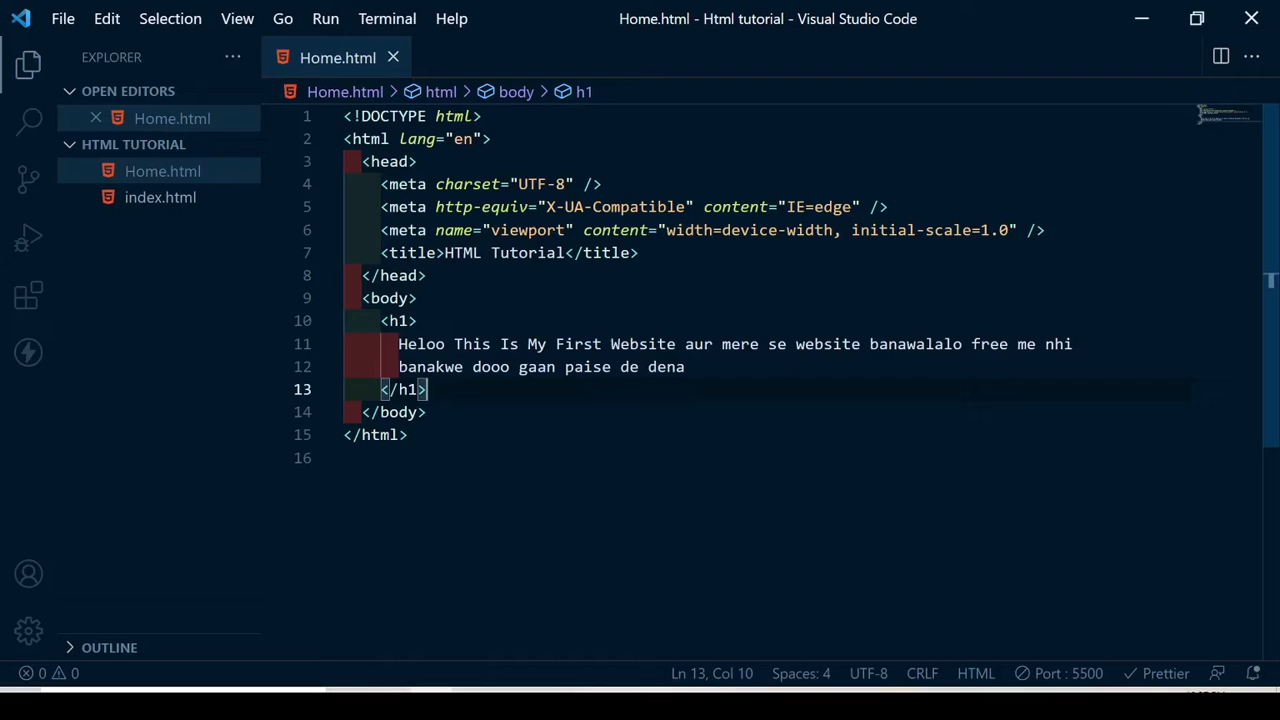 File Edit Selection View Go Run Terminal Help Home.html - Html tutorial - Visual Studio Code
EXPLORER
Home.html
OPEN EDITORS
Home.html
HTML TUTORIAL
Home.html
index.html
OUTLINE
Home.html > html > body > h1
1 <!DOCTYPE html>
2 <html lang="en">
3 <head>
4 <meta charset="UTF-8" />
5 <meta http-equiv="X-UA-Compatible" content="IE=edge" />
6 <meta name="viewport" content="width=device-width, initial-scale=1.0" />
7 <title>HTML Tutorial</title>
8 </head>
9 <body>
10 <h1>
11 Heloo This Is My First Website aur mere se website banawalalo free me nhi
12 banakwe dooo gaan paise de dena
13 </h1>
14 </body>
15 </html>
16
0 0 Ln 13, Col 10 Spaces: 4 UTF-8 CRLF HTML Port : 5500 Prettier